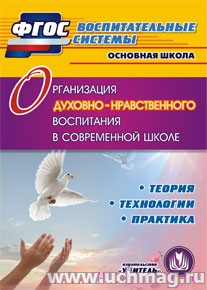 ФГОС
ВОСПИТАТЕЛЬНЫЕ
СИСТЕМЫ
ОСНОВНАЯ ШКОЛА
ОРГАНИЗАЦИЯ
ДУХОВНО-НРАВСТВЕННОГО
ВОСПИТАНИЯ
В СОВРЕМЕННОЙ ШКОЛЕ
• ТЕОРИЯ
• ТЕХНОЛОГИИ
• ПРАКТИКА
ИЗДАТЕЛЬСТВО
«УЧИТЕЛЬ»
www.uchmag.ru